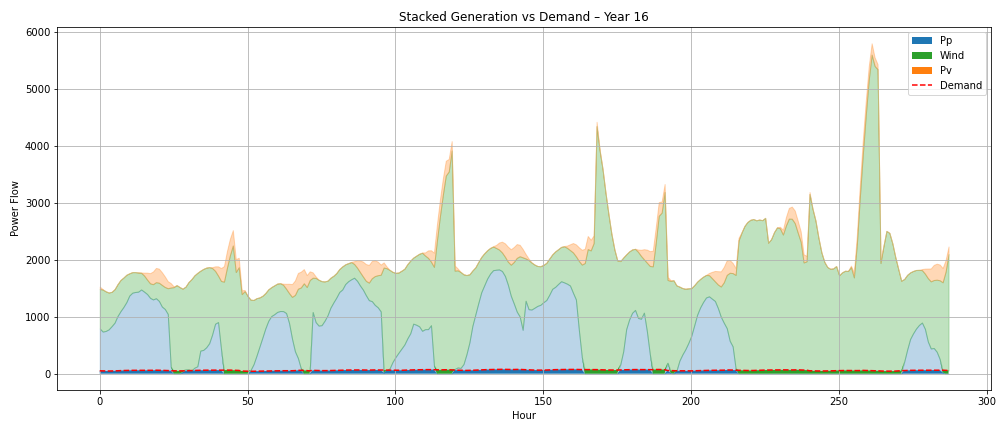 Stacked Generation vs Demand – Year 16
Power Flow
6000
5000
4000
3000
2000
1000
0
Pp
Wind
Pv
Demand
0 50 100 150 200 250 300
Hour